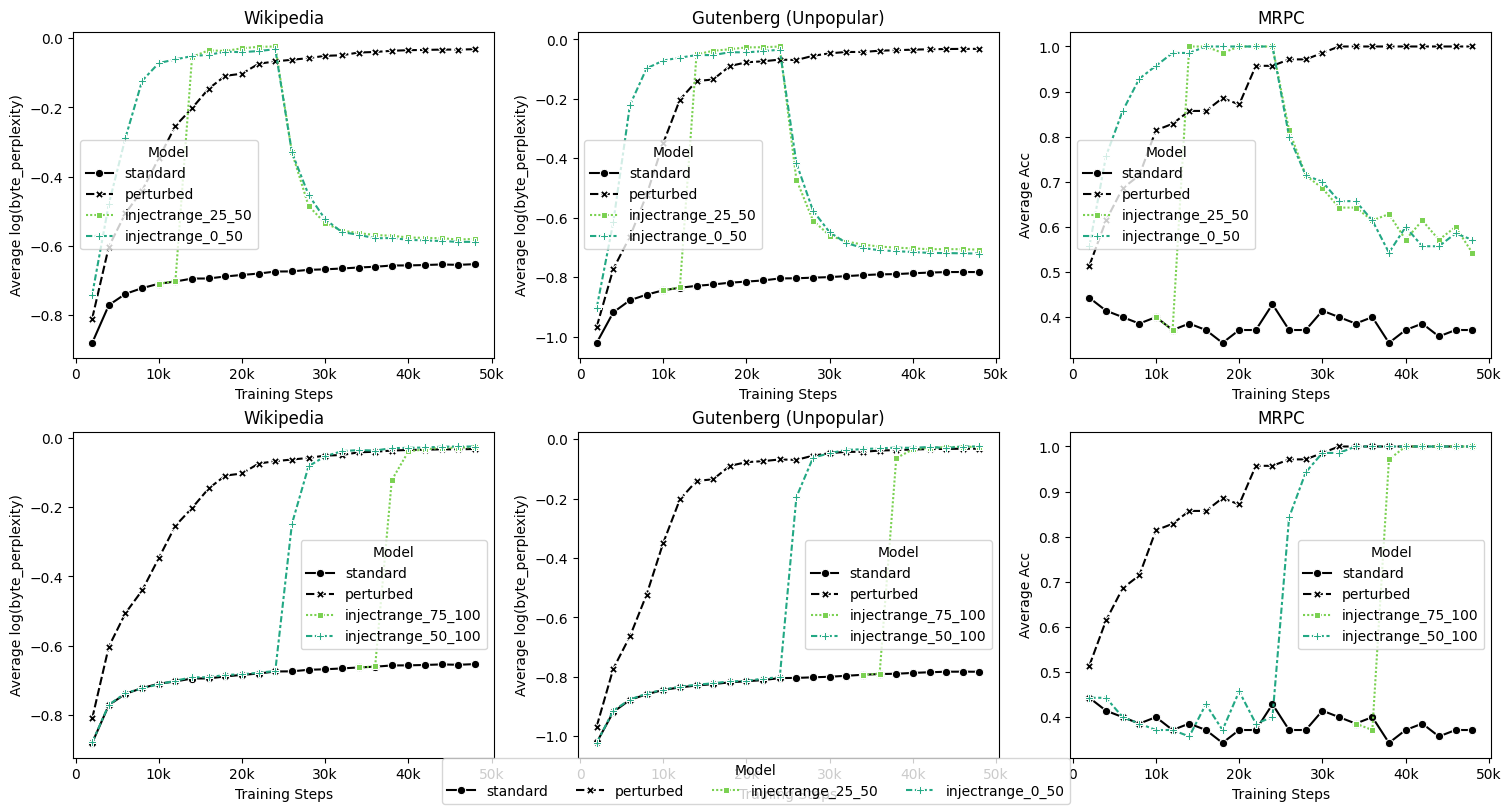 Wikipedia
Average log(byte_perplexity)
0.0
−0.2
−0.4
−0.6
−0.8
Model
standard
perturbed
injectrange_25_50
injectrange_0_50
0 10k 20k 30k 40k 50k
Training Steps
Gutenberg (Unpopular)
Average log(byte_perplexity)
0.0
−0.2
−0.4
−0.6
−0.8
−1.0
Model
standard
perturbed
injectrange_25_50
injectrange_0_50
0 10k 20k 30k 40k 50k
Training Steps
MRPC
Average Acc
1.0
0.9
0.8
0.7
0.6
0.5
0.4
Model
standard
perturbed
injectrange_25_50
injectrange_0_50
0 10k 20k 30k 40k 50k
Training Steps
Wikipedia
Average log(byte_perplexity)
0.0
−0.2
−0.4
−0.6
−0.8
Model
standard
perturbed
injectrange_75_100
injectrange_50_100
0 10k 20k 30k 40k 50k
Training Steps
Gutenberg (Unpopular)
Average log(byte_perplexity)
0.0
−0.2
−0.4
−0.6
−0.8
−1.0
Model
standard
perturbed
injectrange_75_100
injectrange_50_100
0 10k 20k 30k 40k 50k
Training Steps
MRPC
Average Acc
1.0
0.9
0.8
0.7
0.6
0.5
0.4
Model
standard
perturbed
injectrange_75_100
injectrange_50_100
0 10k 20k 30k 40k 50k
Training Steps
Model
standard perturbed injectrange_25_50 injectrange_0_50